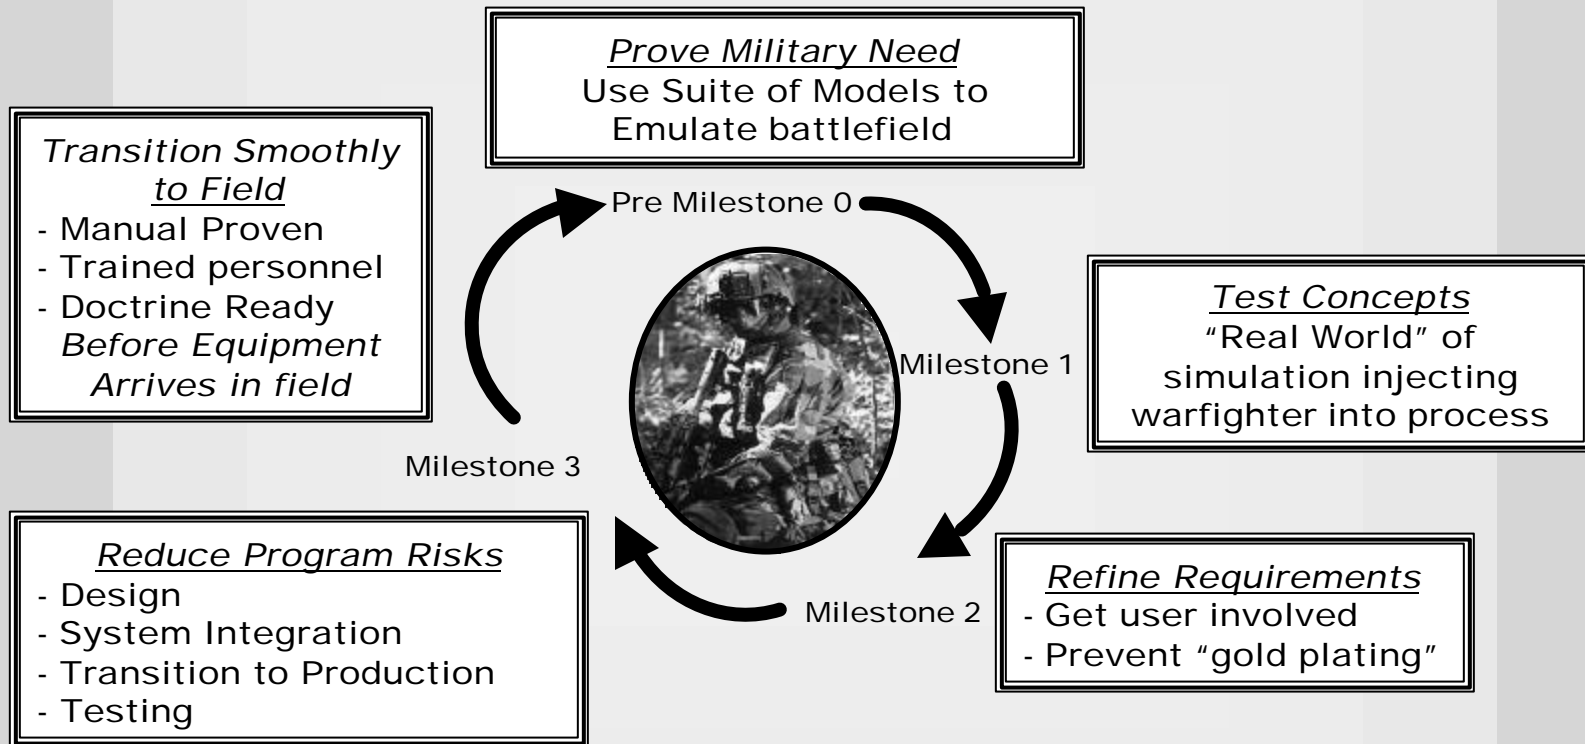 Prove Military Need
Use Suite of Models to
Emulate battlefield
Transition Smoothly
to Field
- Manual Proven
- Trained personnel
- Doctrine Ready
Before Equipment
Arrives in field
Pre Milestone 0
Test Concepts
“Real World” of
simulation injecting
warfighter into process
Milestone 1
Milestone 3
Reduce Program Risks
- Design
- System Integration
- Transition to Production
- Testing
Milestone 2
Refine Requirements
- Get user involved
- Prevent “gold plating”